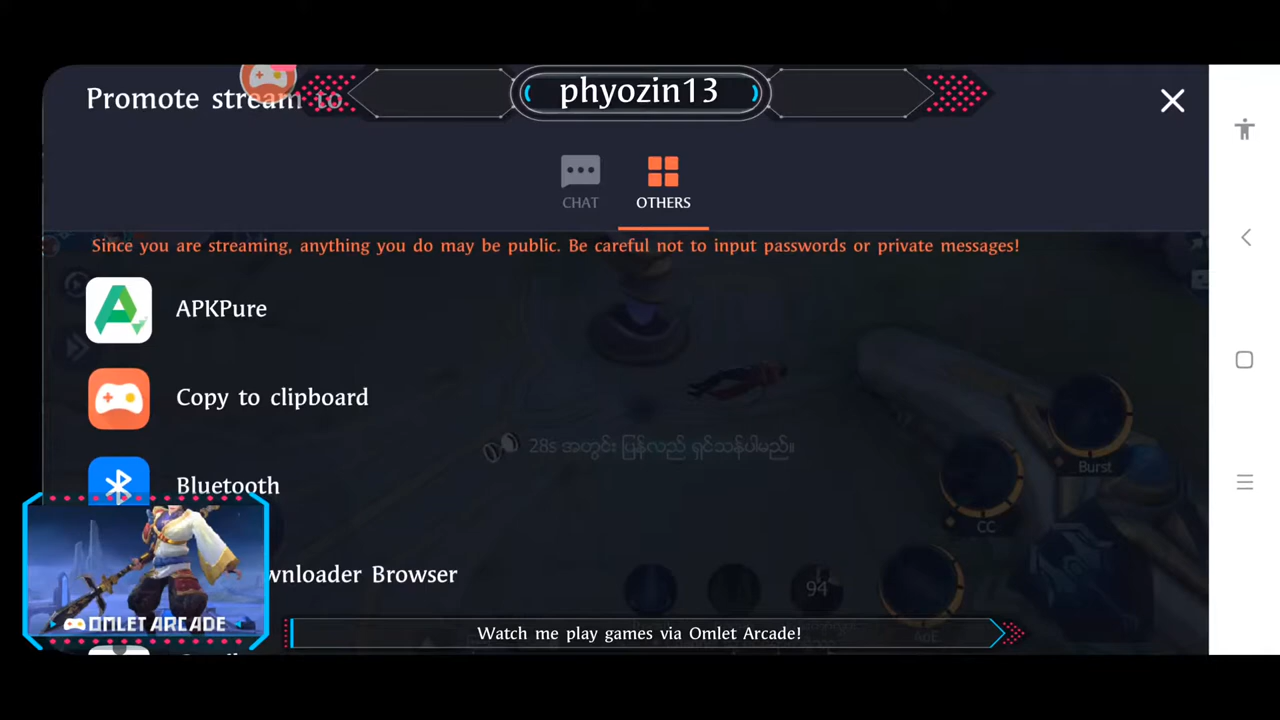 Promote stream to
phyozin13
CHAT
OTHERS
Since you are streaming, anything you do may be public. Be careful not to input passwords or private messages!
APKPure
Copy to clipboard
28s အတွင်း ပြန်လည် ရှင်သန်ပါမည်။
Burst
Bluetooth
CC
wnloader Browser
94
OMLET ARCADE
Watch me play games via Omlet Arcade!
AoE